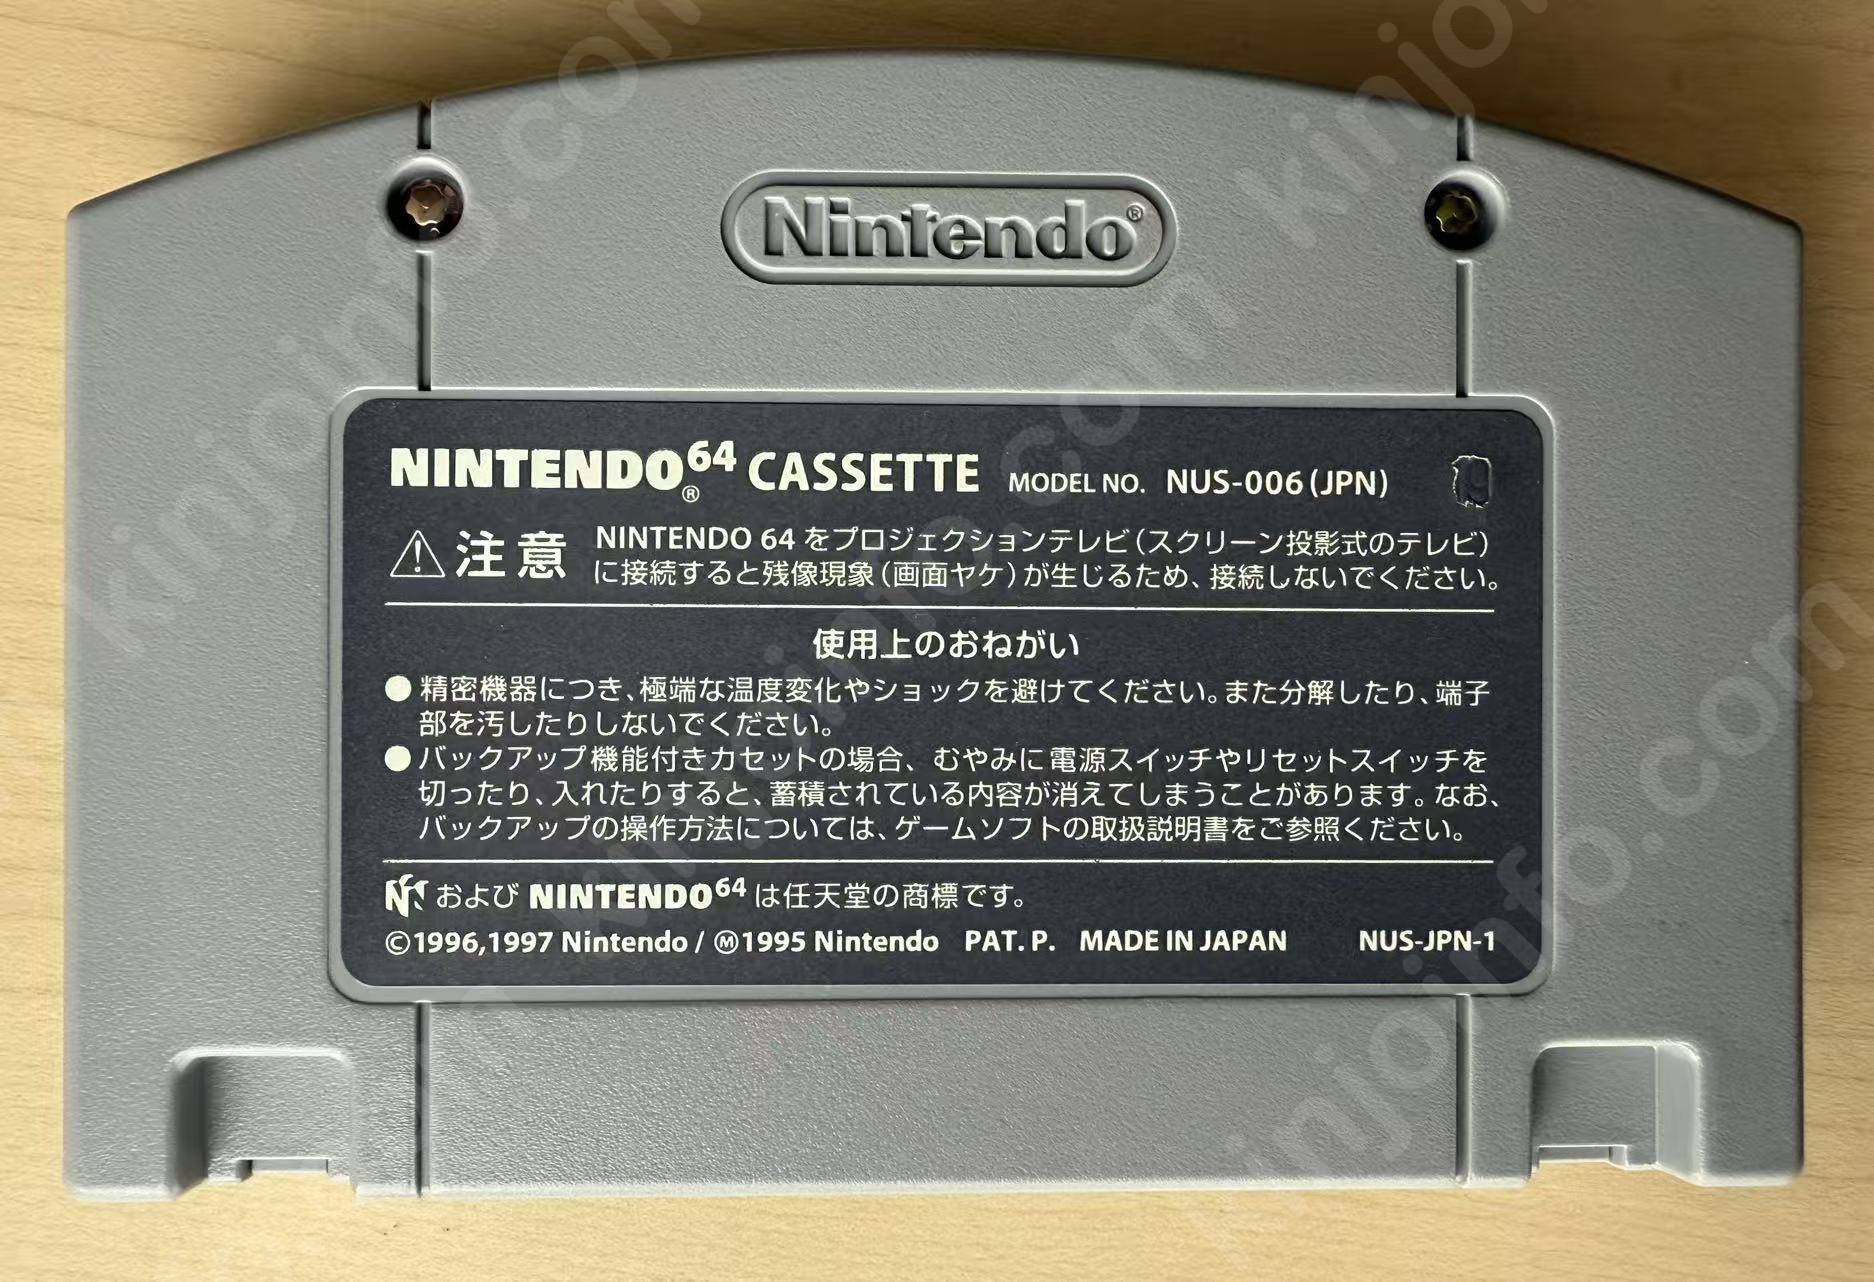 Nintendo®
NINTENDO64® CASSETTE MODEL NO. NUS-006(JPN) 19
注意 NINTENDO 64 をプロジェクションテレビ(スクリーン投影式のテレビ)
に接続すると残像現象(画面ヤケ)が生じるため、接続しないでください。
使用上のおねがい
●精密機器につき、極端な温度変化やショックを避けてください。また分解したり、端子
部を汚したりしないでください。
●バックアップ機能付きカセットの場合、むやみに電源スイッチやリセットスイッチを
切ったり、入れたりすると、蓄積されている内容が消えてしまうことがあります。なお、
バックアップの操作方法については、ゲームソフトの取扱説明書をご参照ください。
および NINTENDO64 は任天堂の商標です。
©1996,1997 Nintendo / Ⓜ1995 Nintendo PAT. P. MADE IN JAPAN NUS-JPN-1
kinjoinfo.com
kinjoinfo.com
kinjoinfo.com
kinjoinfo.com